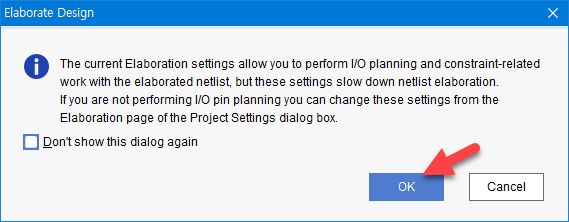 Elaborate Design
The current Elaboration settings allow you to perform I/O planning and constraint-related
work with the elaborated netlist, but these settings slow down netlist elaboration.
If you are not performing I/O pin planning you can change these settings from the
Elaboration page of the Project Settings dialog box.
Don't show this dialog again
OK
Cancel